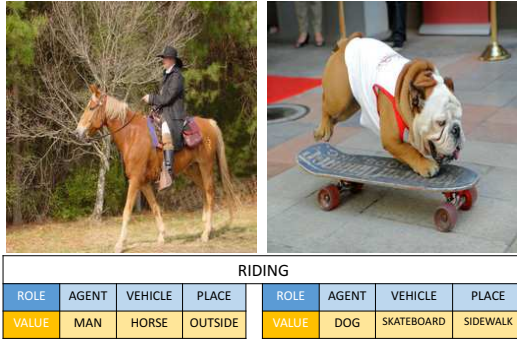 RIDING
ROLE AGENT VEHICLE PLACE ROLE AGENT VEHICLE PLACE
VALUE MAN HORSE OUTSIDE VALUE DOG SKATEBOARD SIDEWALK